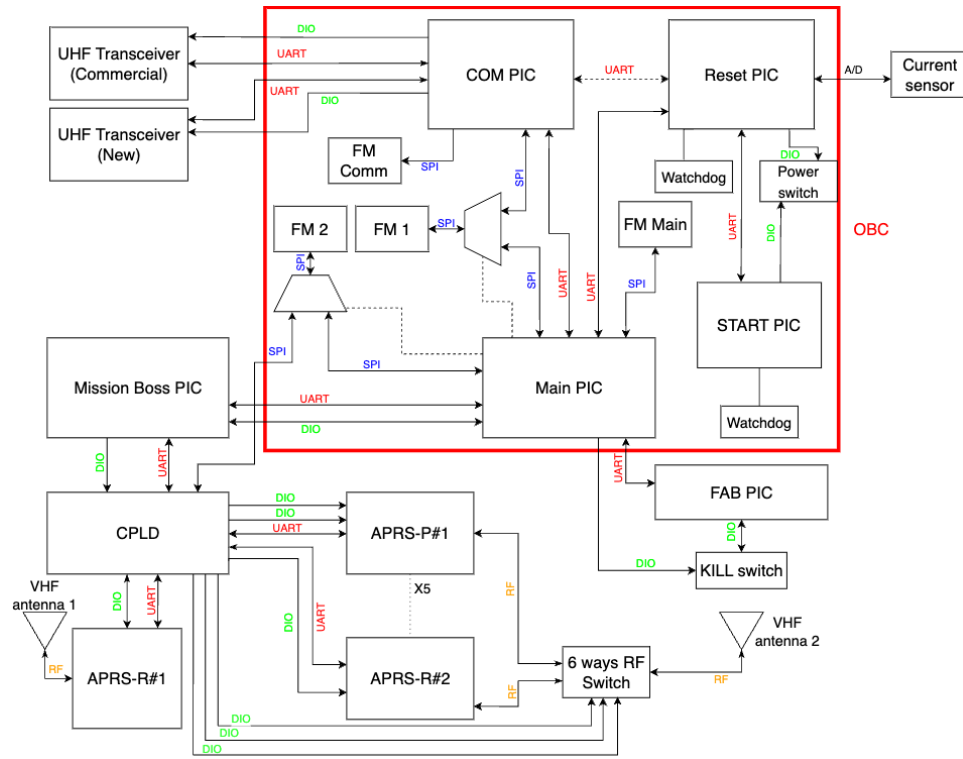 DIO
UHF Transceiver
(Commercial)
UART
COM PIC
UART
Reset PIC
A/D
Current
sensor
UART
DIO
UHF Transceiver
(New)
FM
Comm
SPI
SPI
Watchdog
DIO
Power
switch
FM 2
FM 1
SPI
FM Main
OBC
SPI
SPI
UART
UART
SPI
UART
DIO
START PIC
SPI
SPI
Mission Boss PIC
UART
DIO
Main PIC
Watchdog
DIO
UART
UART
FAB PIC
CPLD
DIO
DIO
UART
APRS-P#1
DIO
DIO
KILL switch
VHF
antenna 1
DIO
UART
X5
RF
DIO
UART
VHF
antenna 2
RF
APRS-R#1
APRS-R#2
RF
6 ways RF
Switch
RF
DIO
DIO
DIO